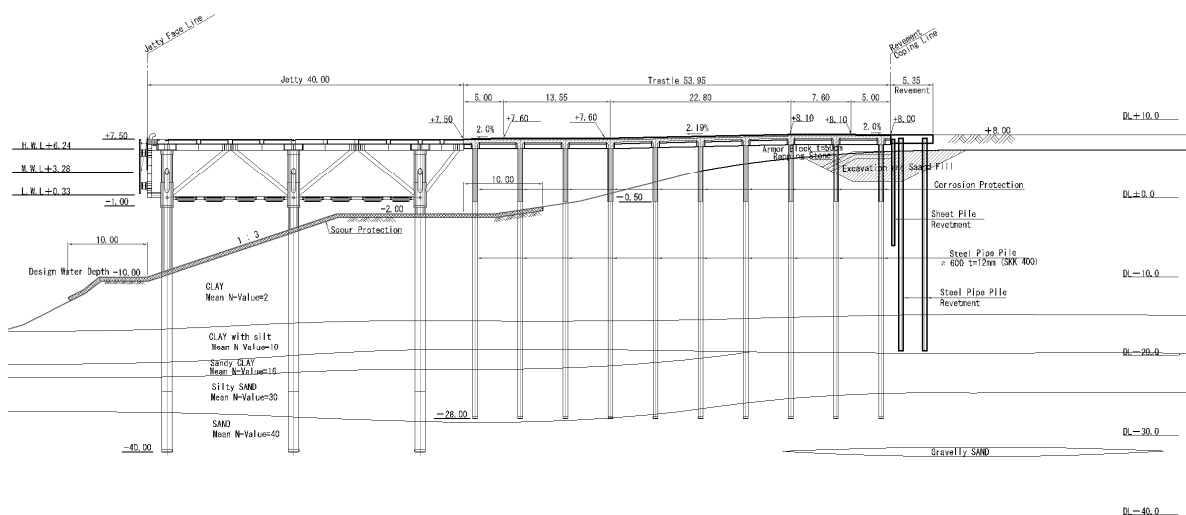 Jetty Face Line
Revement
Coping Line
Jetty 40.00
Trestle 53.95
5.35
Revement
5.00
13.55
22.80
7.60
5.00
+7.50
+7.50
+7.60
+7.60
+8.10
+8.10
+8.00
+8.00
2.0%
2.19%
2.0%
DL+10.0
H.W.L+6.24
M.W.L+3.28
L.W.L+0.33
-1.00
Armor Block t=50cm
Rapping Stone
Excavation and Saand Fill
10.00
Corrosion Protection
DL±0.0
-0.50
-2.00
Scour Protection
Sheet Pile
Revetment
10.00
1 : 3
Steel Pipe Pile
600 t=12mm (SKK 400)
Design Water Depth -10.00
DL-10.0
CLAY
Mean N-Value=2
Steel Pipe Pile
Revetment
CLAY with silt
Mean N Value=10
DL-20.0
Sandy CLAY
Mean N-Value=16
Silty SAND
Mean N-Value=30
-28.00
SAND
Mean N-Value=40
DL-30.0
-40.00
Gravelly SAND
DL-40.0